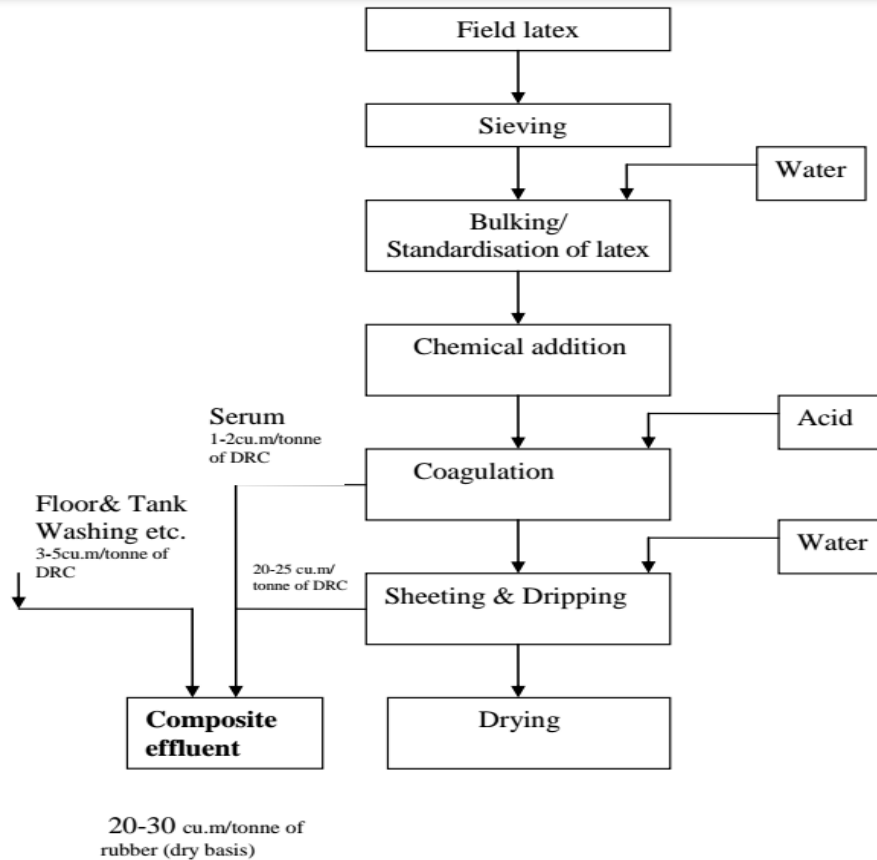 Field latex
Sieving
Water
Bulking/
Standardisation of latex
Chemical addition
Serum
1-2cu.m/tonne
of DRC
Acid
Coagulation
Floor& Tank
Washing etc.
3-5cu.m/tonne of
DRC
Water
20-25 cu.m/
tonne of DRC
Sheeting & Dripping
Composite
effluent
Drying
20-30 cu.m/tonne of
rubber (dry basis)